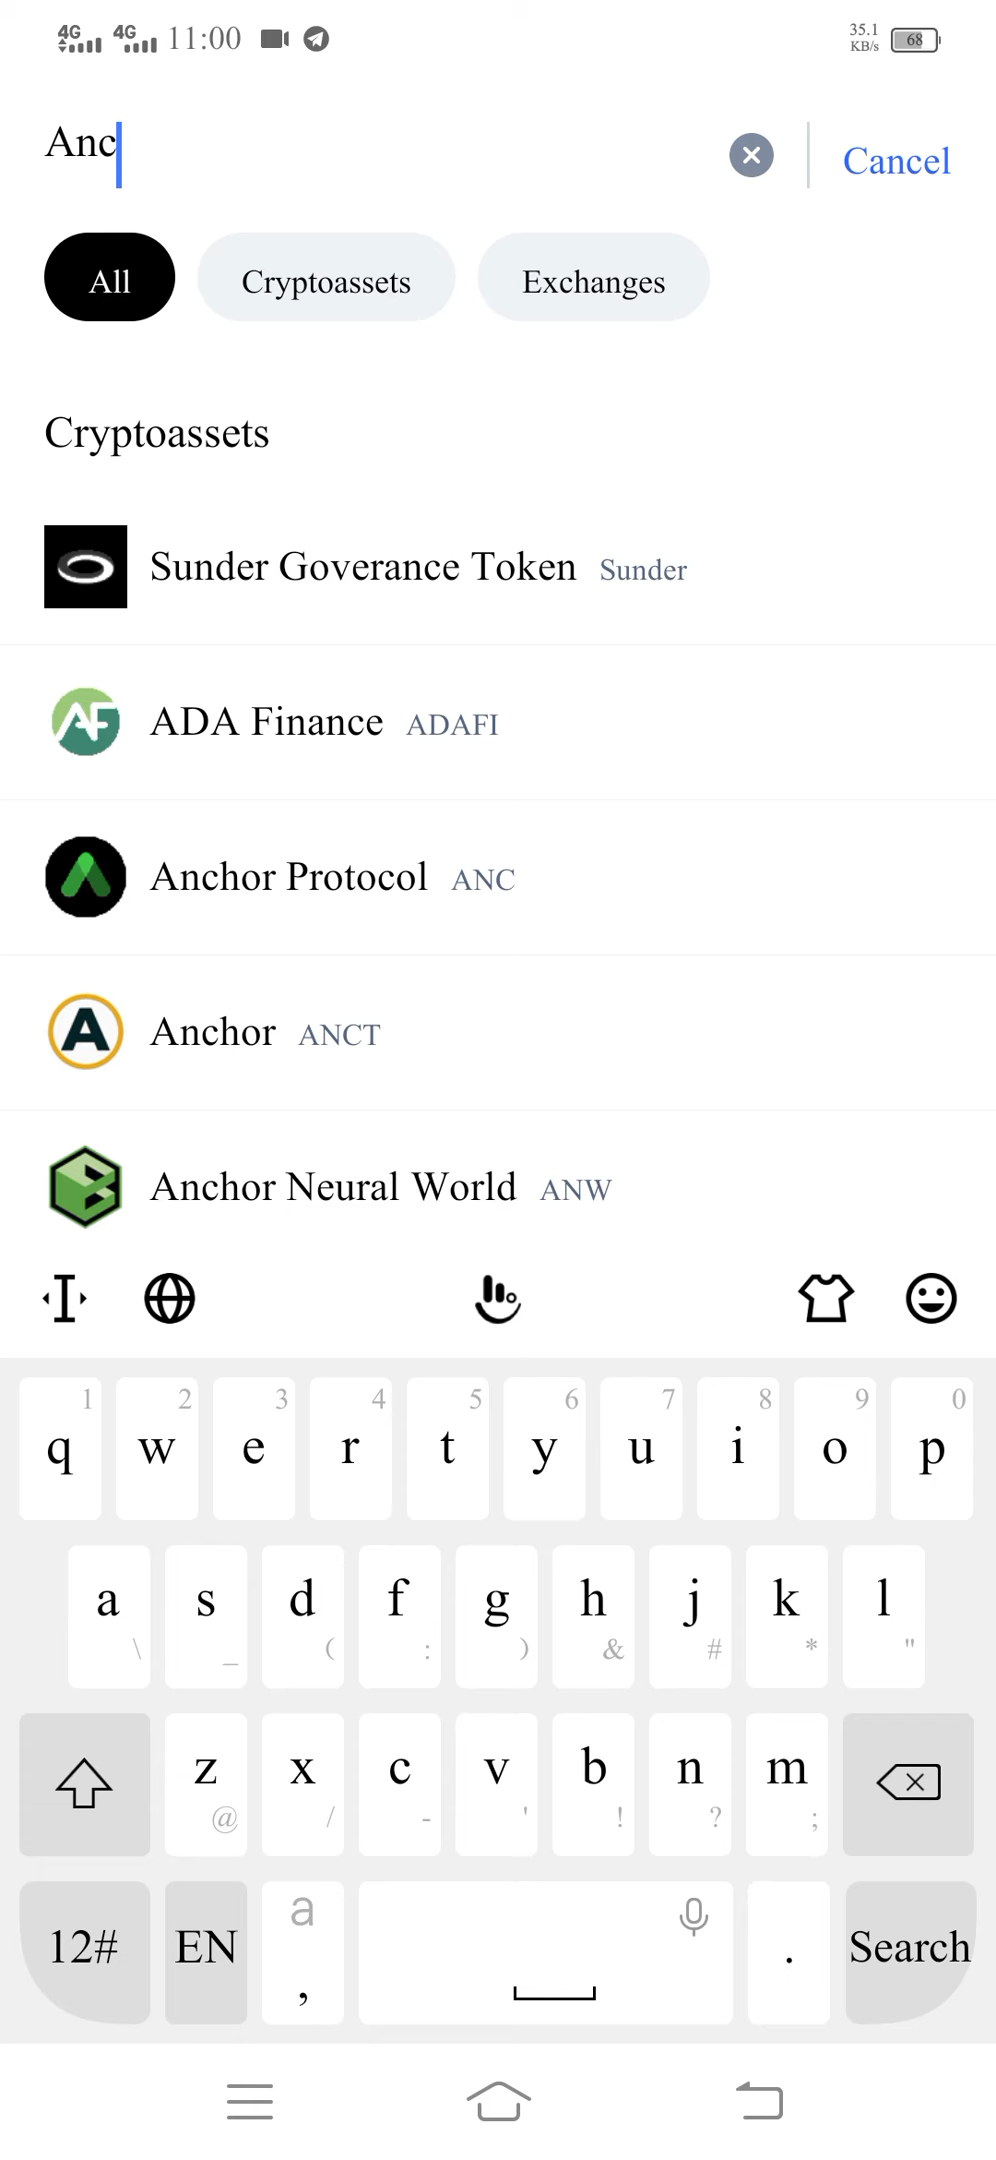 4G 4G 11:00 35.1 KB/s 68
Anc Cancel
All Cryptoassets Exchanges
Cryptoassets
Sunder Goverance Token Sunder
AF ADA Finance ADAFI
Anchor Protocol ANC
A Anchor ANCT
Anchor Neural World ANW
1 2 3 4 5 6 7 8 9 0
q w e r t y u i o p
a s d f g h j k l
\ _ ( : ) & # * "
z x c v b n m
@ / - ' ! ? ;
12# EN a , . Search